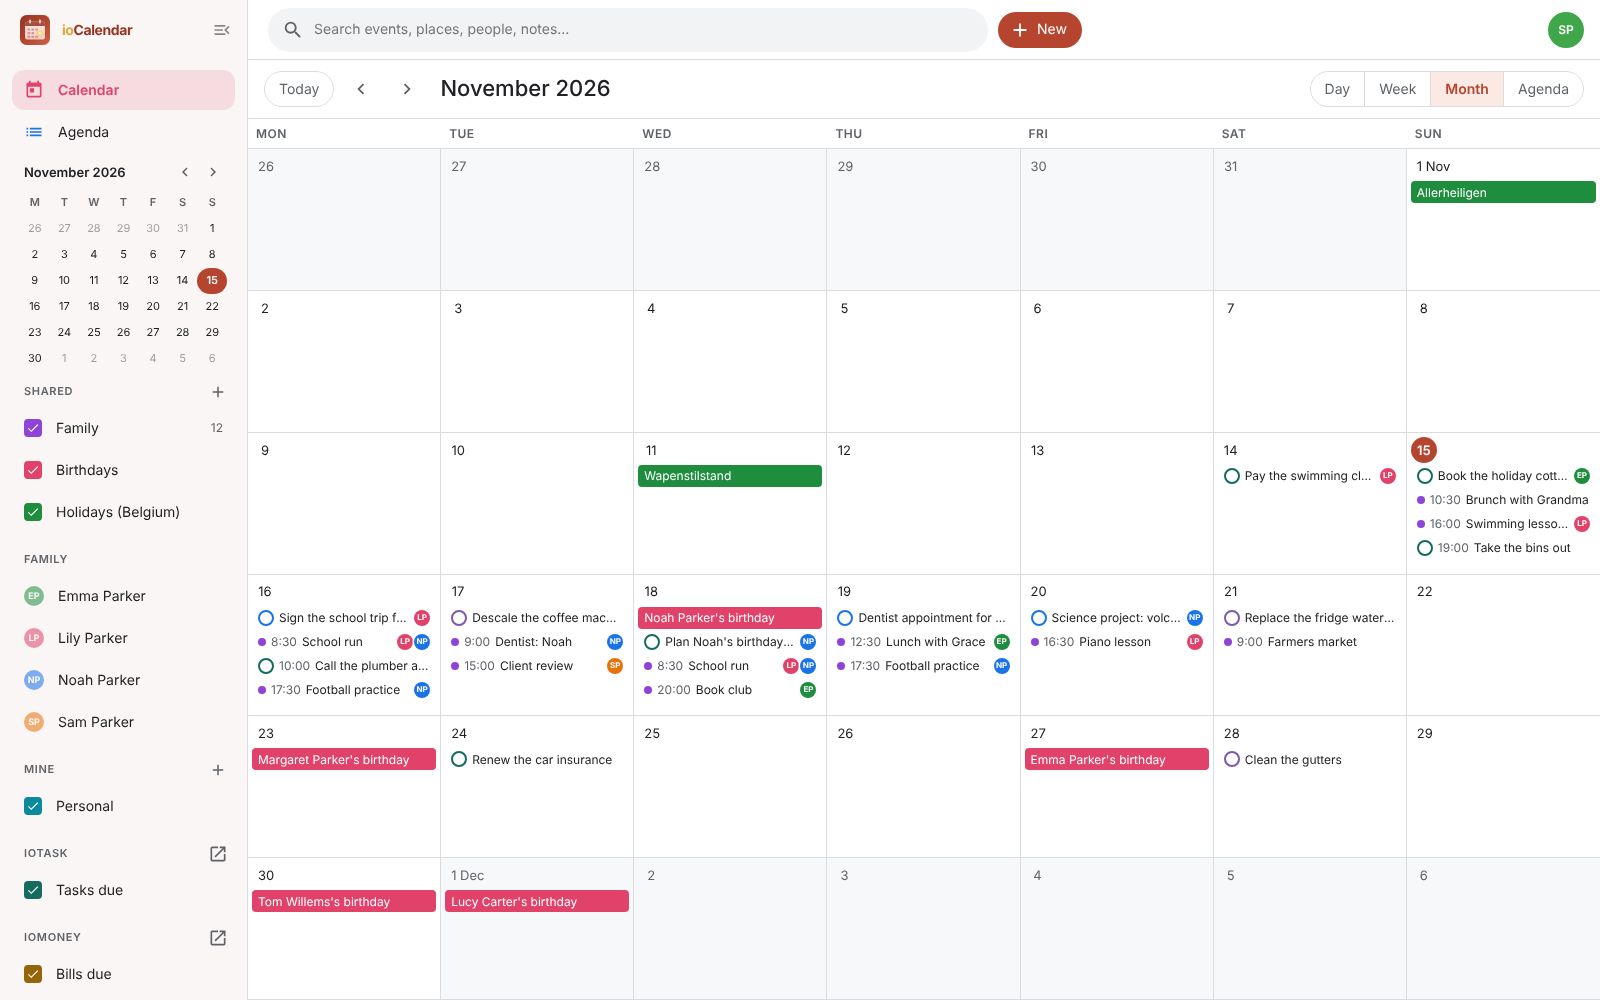 ioCalendar
Search events, places, people, notes...
New
SP
Calendar
Agenda
November 2026
M T W T F S S
26 27 28 29 30 31 1
2 3 4 5 6 7 8
9 10 11 12 13 14 15
16 17 18 19 20 21 22
23 24 25 26 27 28 29
30 1 2 3 4 5 6
SHARED
Family 12
Birthdays
Holidays (Belgium)
FAMILY
EP Emma Parker
LP Lily Parker
NP Noah Parker
SP Sam Parker
MINE
Personal
IOTASK
Tasks due
IOMONEY
Bills due
Today
November 2026
Day Week Month Agenda
MON TUE WED THU FRI SAT SUN
26 27 28 29 30 31 1 Nov
Allerheiligen
2 3 4 5 6 7 8
9 10 11 12 13 14 15
Wapenstilstand
Pay the swimming cl... LP
Book the holiday cott... EP
10:30 Brunch with Grandma
16:00 Swimming lesso... LP
19:00 Take the bins out
16
Sign the school trip f... LP
8:30 School run LP NP
10:00 Call the plumber a...
17:30 Football practice NP
17
Descale the coffee mac...
9:00 Dentist: Noah NP
15:00 Client review SP
18
Noah Parker's birthday
Plan Noah's birthday... NP
8:30 School run LP NP
20:00 Book club EP
19
Dentist appointment for ...
12:30 Lunch with Grace EP
17:30 Football practice NP
20
Science project: volc... NP
16:30 Piano lesson LP
21
Replace the fridge water...
9:00 Farmers market
22
23
Margaret Parker's birthday
24
Renew the car insurance
25
26
27
Emma Parker's birthday
28
Clean the gutters
29
30
Tom Willems's birthday
1 Dec
Lucy Carter's birthday
2 3 4 5 6